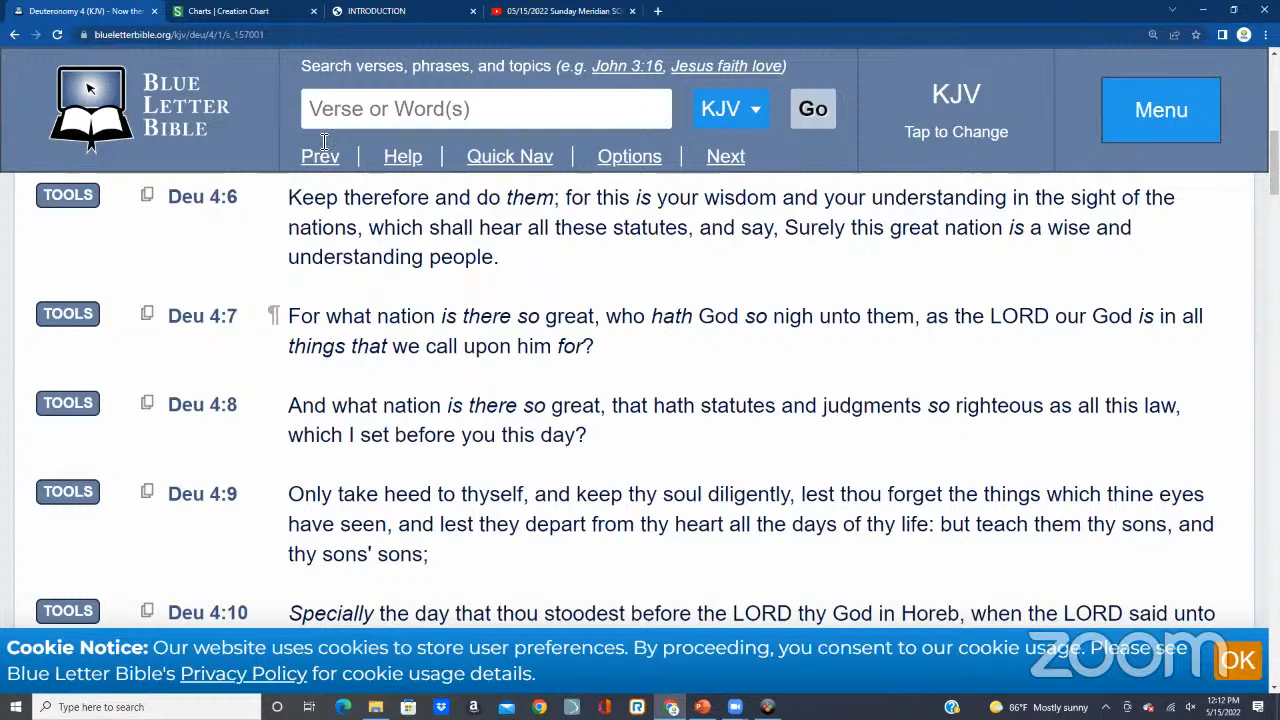 Deuteronomy 4 (KJV) - Now the
Charts | Creation Chart
INTRODUCTION
05/15/2022 Sunday Meridian SO
blueletterbible.org/kjv/deu/4/1/s_157001
BLUE
LETTER
BIBLE
Search verses, phrases, and topics (e.g. John 3:16, Jesus faith love)
Verse or Word(s)
KJV
Go
Prev | Help | Quick Nav | Options | Next
KJV
Tap to Change
Menu
TOOLS Deu 4:6 Keep therefore and do them; for this is your wisdom and your understanding in the sight of the
nations, which shall hear all these statutes, and say, Surely this great nation is a wise and
understanding people.
TOOLS Deu 4:7 ¶ For what nation is there so great, who hath God so nigh unto them, as the LORD our God is in all
things that we call upon him for?
TOOLS Deu 4:8 And what nation is there so great, that hath statutes and judgments so righteous as all this law,
which I set before you this day?
TOOLS Deu 4:9 Only take heed to thyself, and keep thy soul diligently, lest thou forget the things which thine eyes
have seen, and lest they depart from thy heart all the days of thy life: but teach them thy sons, and
thy sons' sons;
TOOLS Deu 4:10 Specially the day that thou stoodest before the LORD thy God in Horeb, when the LORD said unto
Cookie Notice: Our website uses cookies to store user preferences. By proceeding, you consent to our cookie usage. Please see
Blue Letter Bible's Privacy Policy for cookie usage details.
OK
zoom
Type here to search
86°F Mostly sunny
12:12 PM
5/15/2022